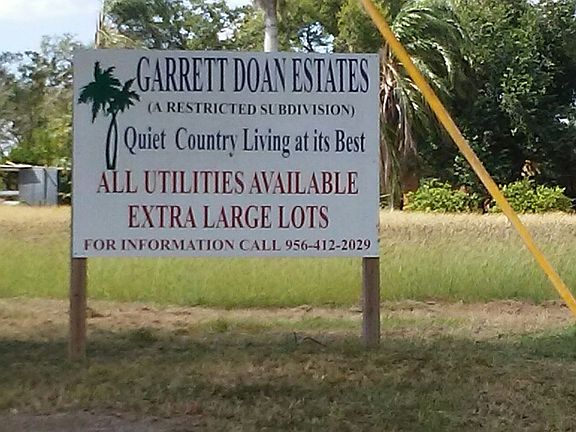 GARRETT DOAN ESTATES
(A RESTRICTED SUBDIVISION)
Quiet Country Living at its Best
ALL UTILITIES AVAILABLE
EXTRA LARGE LOTS
FOR INFORMATION CALL 956-412-2029